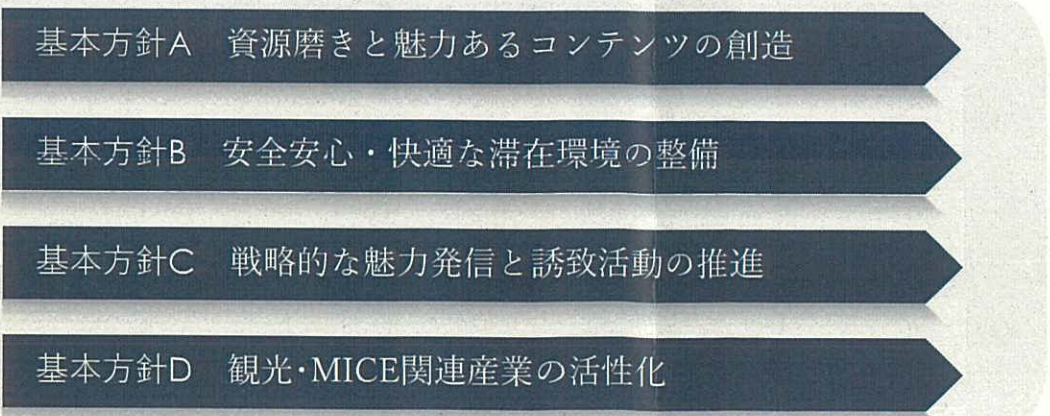 基本方針A 資源磨きと魅力あるコンテンツの創造
基本方針B 安全安心・快適な滞在環境の整備
基本方針C 戦略的な魅力発信と誘致活動の推進
基本方針D 観光・MICE関連産業の活性化